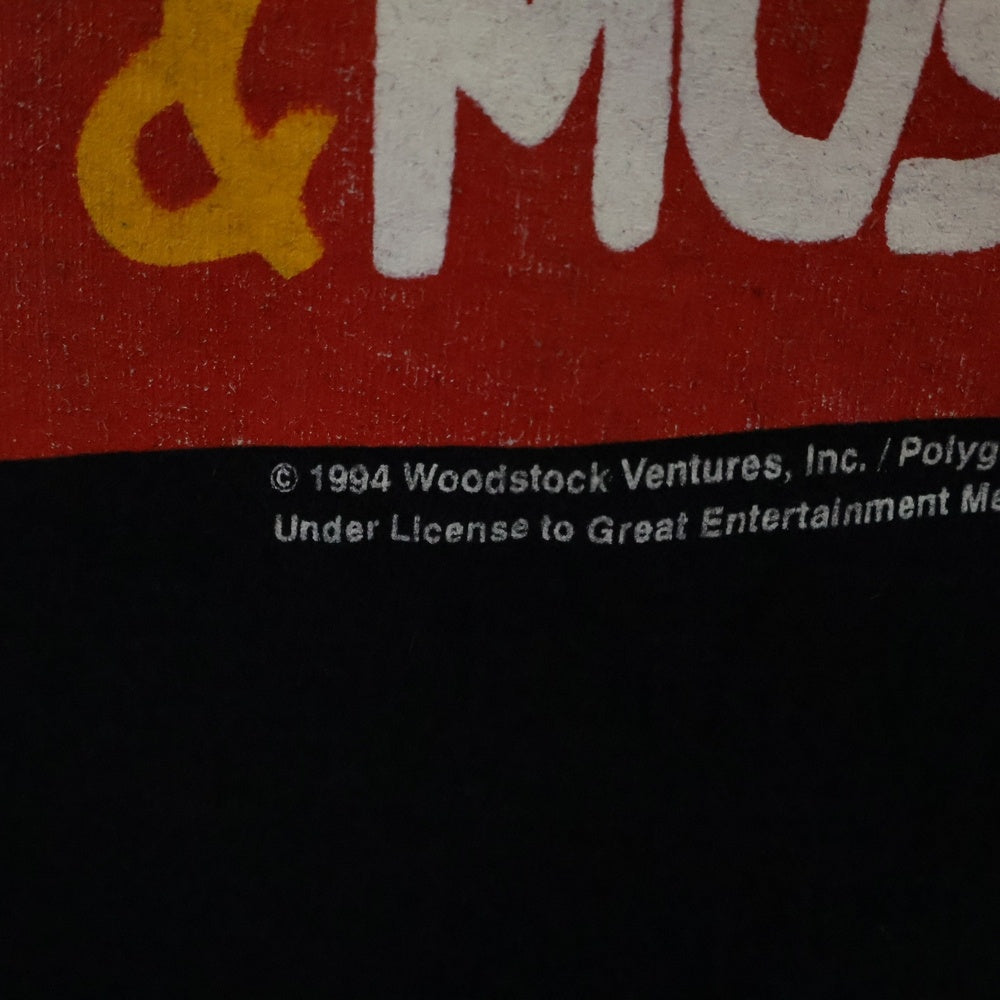 & MUS
© 1994 Woodstock Ventures, Inc. / Polyg
Under License to Great Entertainment Me